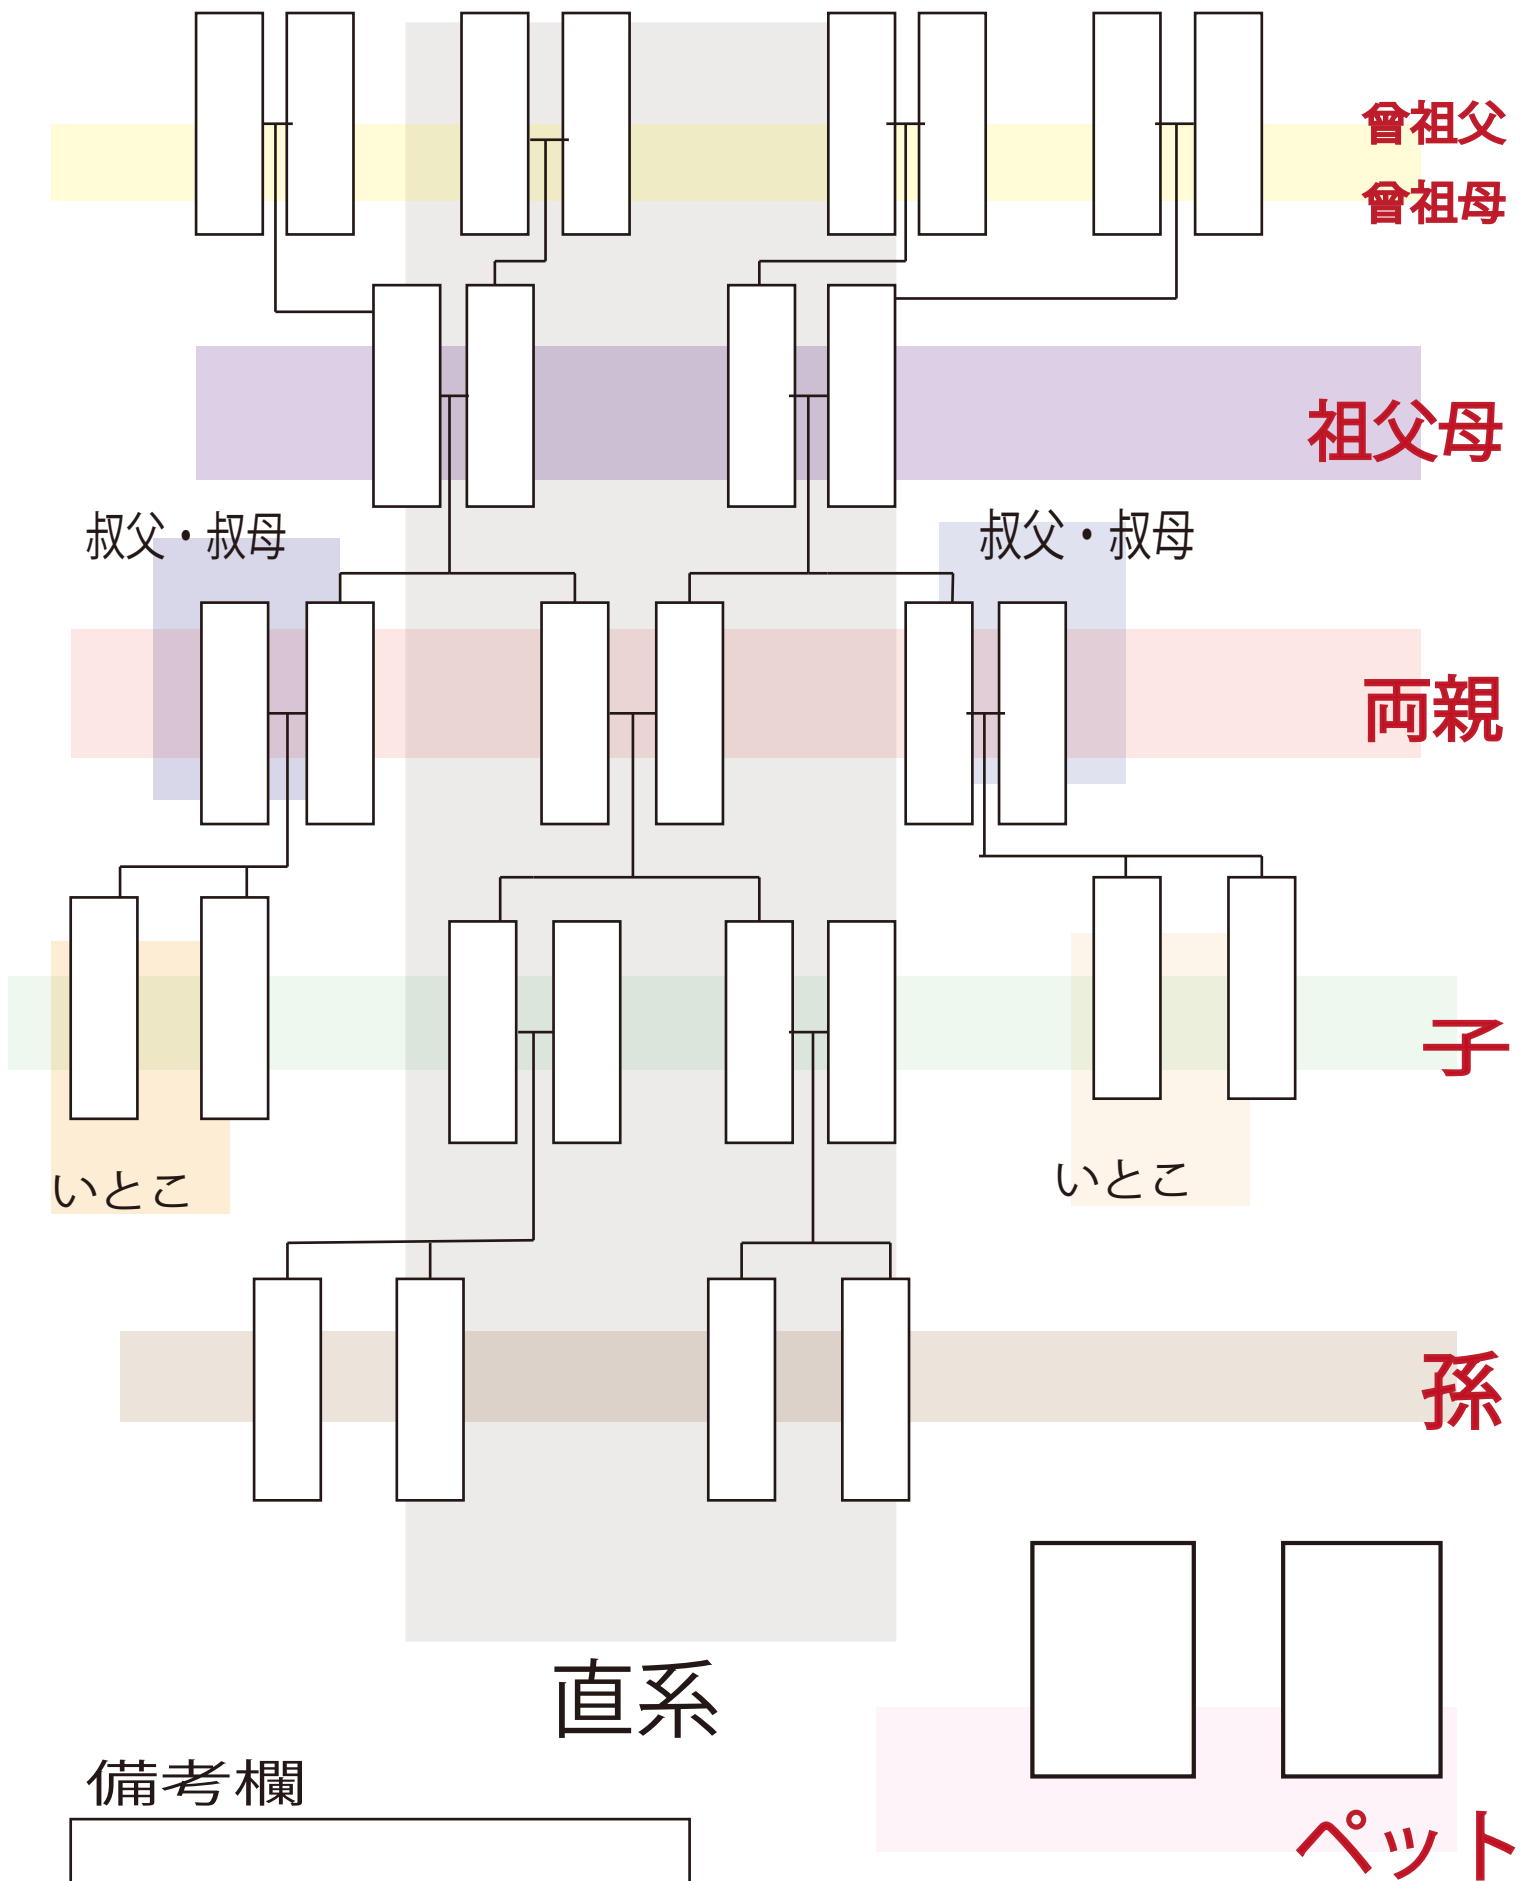 曾祖父
曾祖母
祖父母
叔父・叔母
叔父・叔母
両親
子
いとこ
いとこ
孫
直系
備考欄
ペット